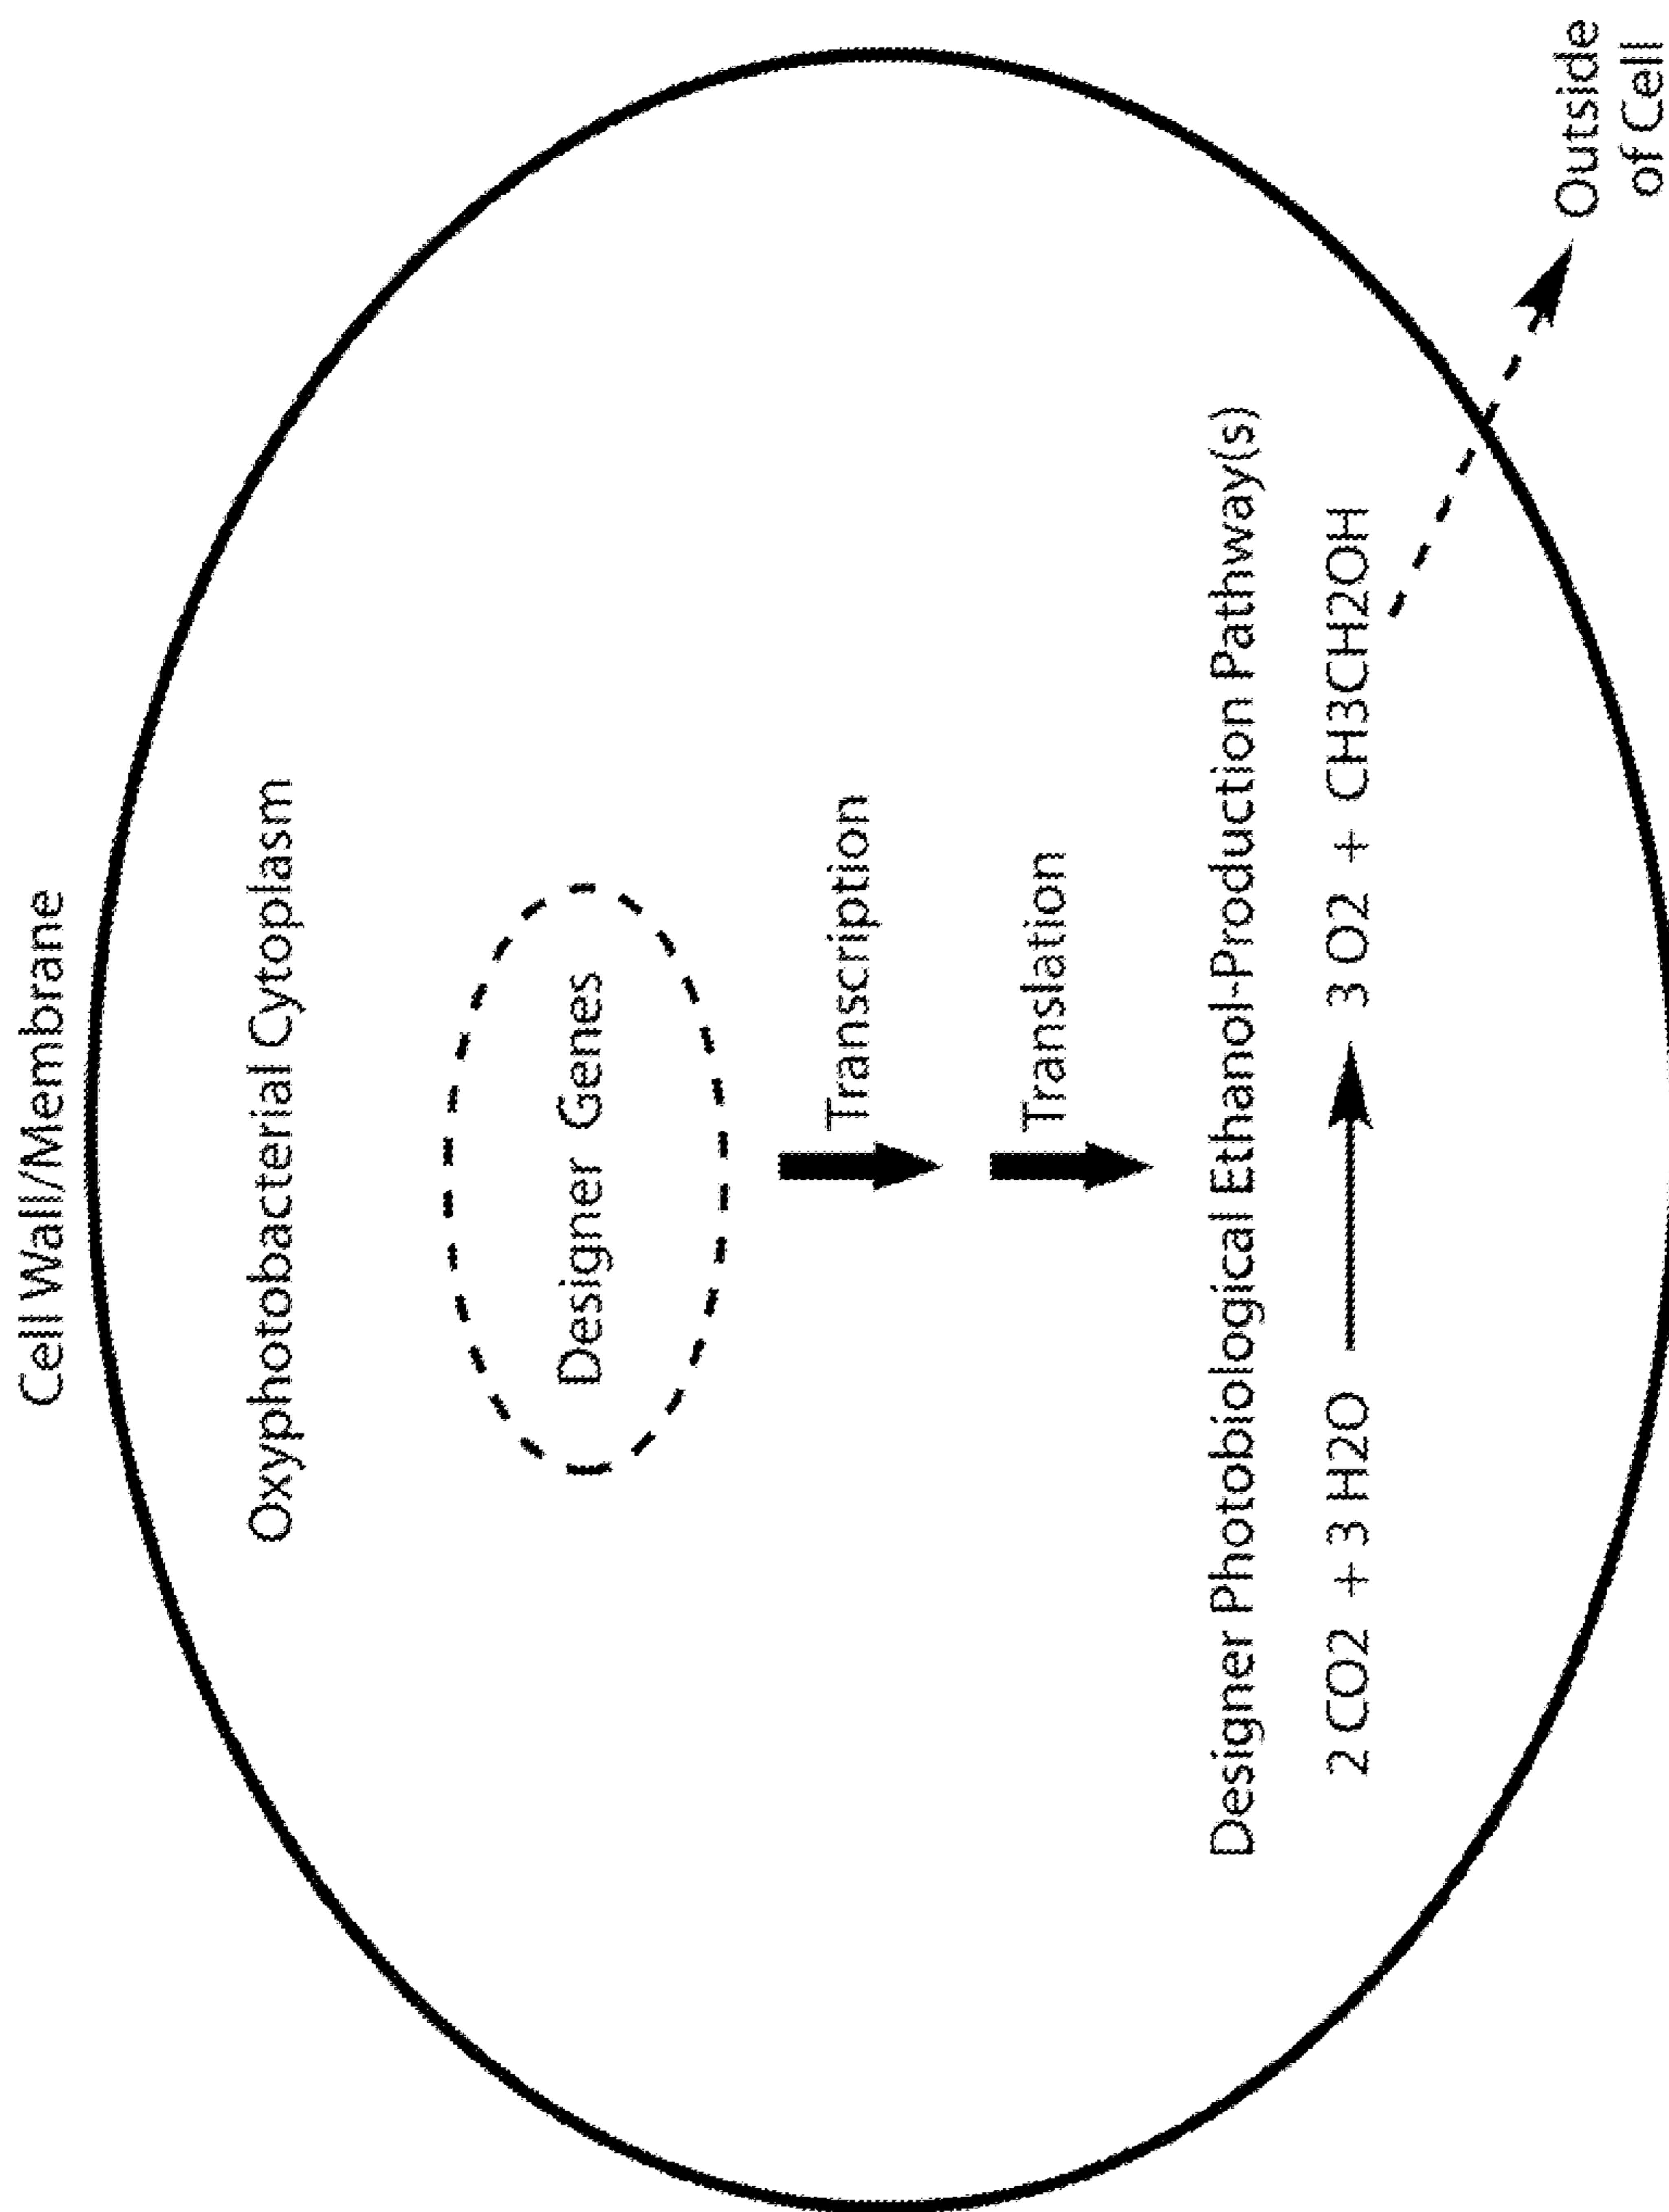 Cell Wall/Membrane
Oxyphotobacterial Cytoplasm
Designer Genes
Transcription
Translation
Designer Photobiological Ethanol-Production Pathway(s)
2 CO2 + 3 H2O 3 O2 + CH3CH2OH
Outside
of Cell